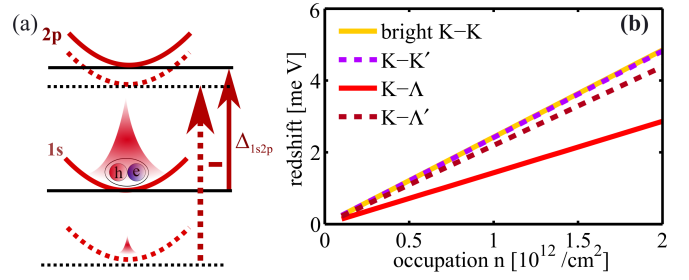 (a)
2p
1s
h e
Δ1s2p
(b)
redshift [me V]
6
4
2
0
bright K−K
K−K′
K−Λ
K−Λ′
0.5 1 1.5 2
occupation n [10¹² /cm²]